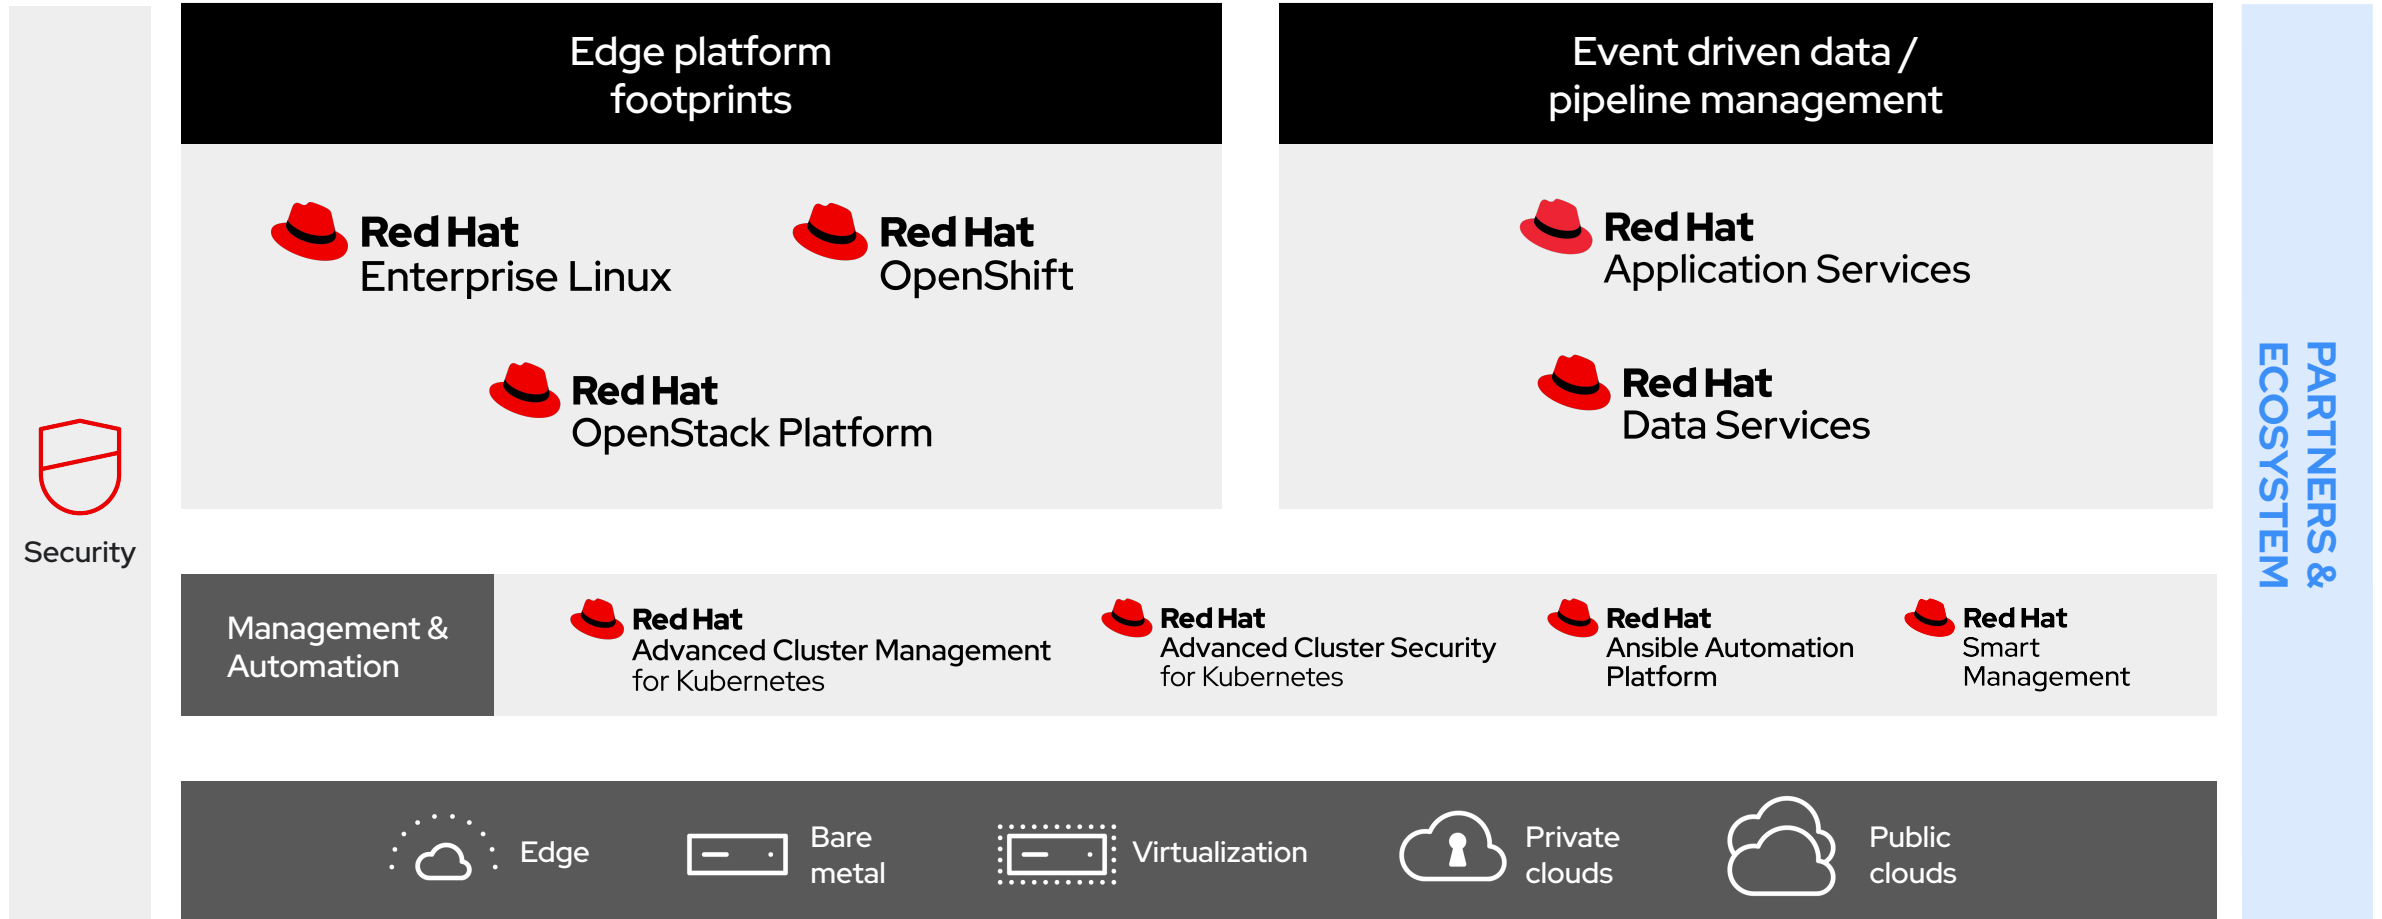 Edge platform
footprints
Event driven data /
pipeline management
Red Hat
Enterprise Linux
Red Hat
OpenShift
Red Hat
OpenStack Platform
Red Hat
Application Services
Red Hat
Data Services
Security
PARTNERS &
ECOSYSTEM
Management &
Automation
Red Hat
Advanced Cluster Management
for Kubernetes
Red Hat
Advanced Cluster Security
for Kubernetes
Red Hat
Ansible Automation
Platform
Red Hat
Smart
Management
Edge
Bare
metal
Virtualization
Private
clouds
Public
clouds